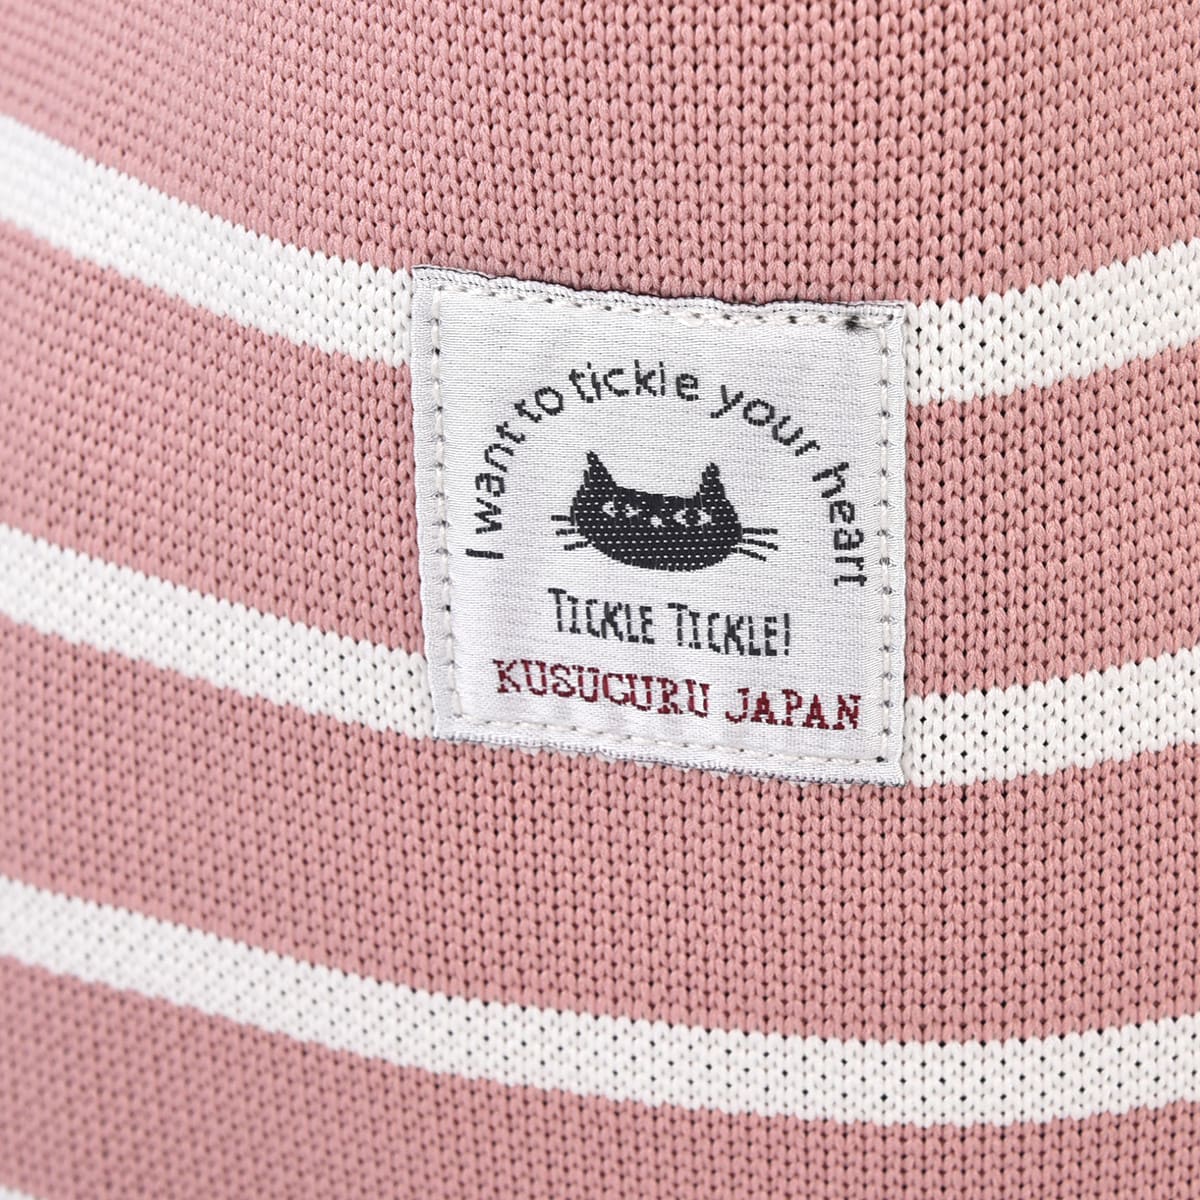 I want to tickle your heart
TICKLE TICKLE!
KUSUGURU JAPAN